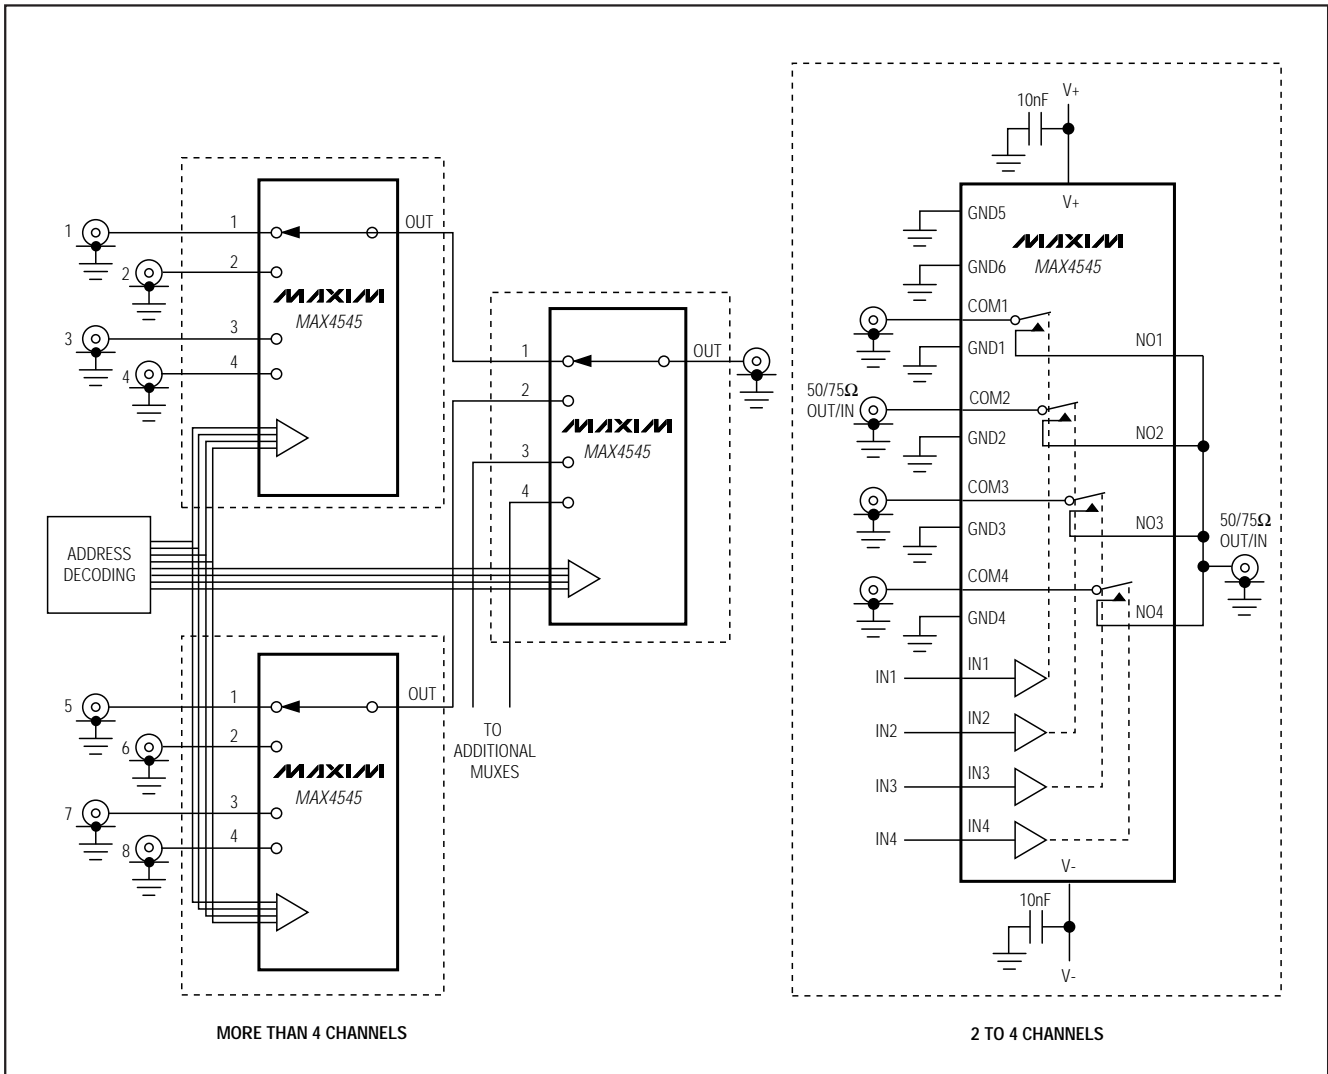 1
2
3
4
1
2
3
4
OUT
MAXIM
MAX4545
ADDRESS
DECODING
5
6
7
8
1
2
3
4
OUT
MAXIM
MAX4545
1
2
3
4
OUT
MAXIM
MAX4545
TO
ADDITIONAL
MUXES
MORE THAN 4 CHANNELS
V+
10nF
V+
GND5
MAXIM
MAX4545
GND6
COM1
GND1
NO1
50/75Ω
OUT/IN
COM2
GND2
NO2
COM3
GND3
NO3
50/75Ω
OUT/IN
COM4
GND4
NO4
IN1
IN1
IN2
IN2
IN3
IN3
IN4
IN4
V-
10nF
V-
2 TO 4 CHANNELS